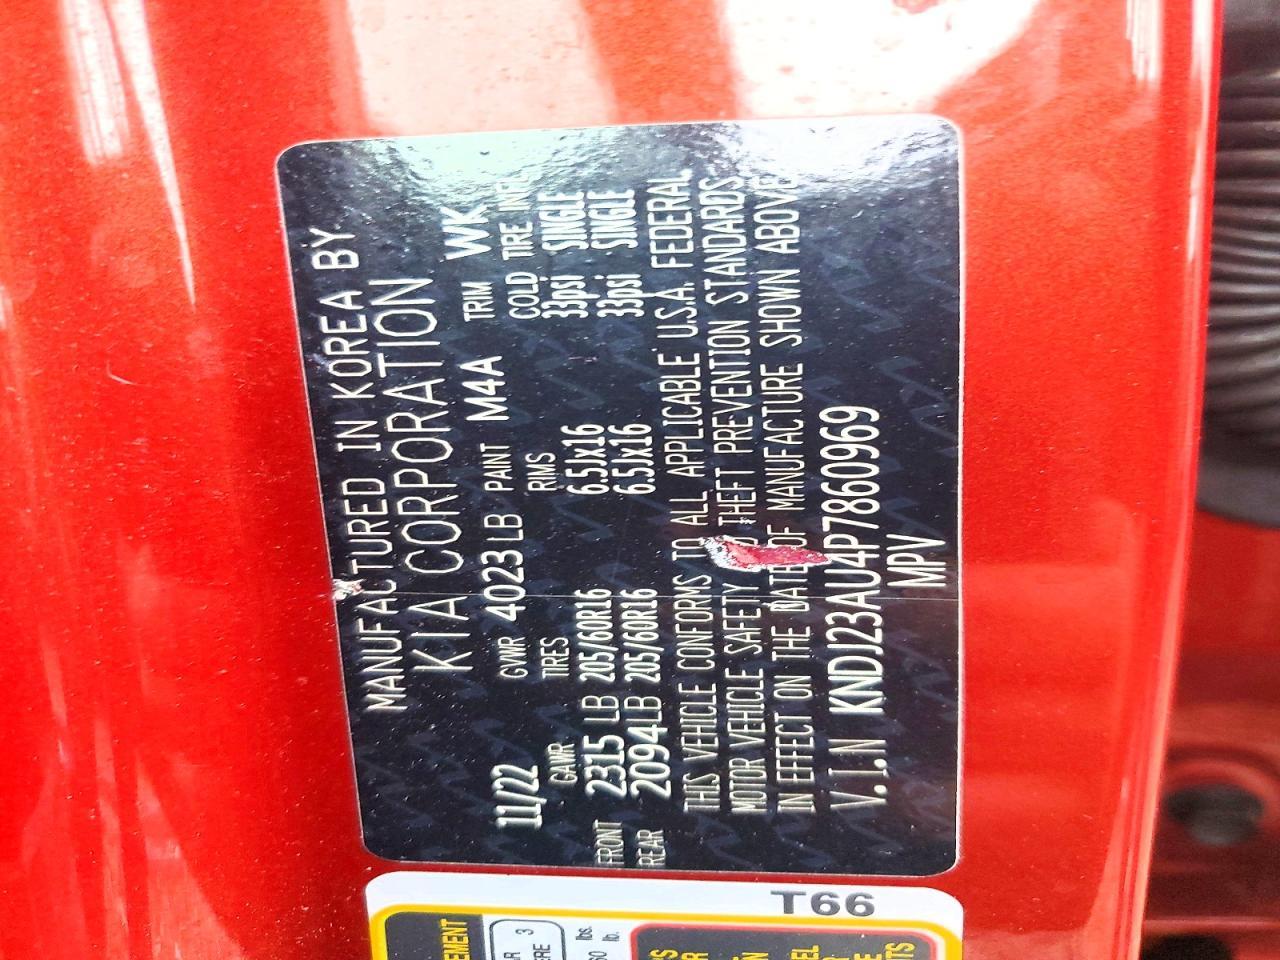 MANUFACTURED IN KOREA BY
KIA CORPORATION
11/22 GVWR 4023 LB PAINT M4A TRIM WK
GAWR TIRES RIMS COLD TIRE INFL
FRONT 2315 LB 205/60R16 6.5Jx16 33psi SINGLE
REAR 2094 LB 205/60R16 6.5Jx16 33psi SINGLE
THIS VEHICLE CONFORMS TO ALL APPLICABLE U.S.A. FEDERAL
MOTOR VEHICLE SAFETY THEFT PREVENTION STANDARDS
IN EFFECT ON THE DATE OF MANUFACTURE SHOWN ABOVE
V.I.N KNDJ23AU4P7860969
MPV
T66